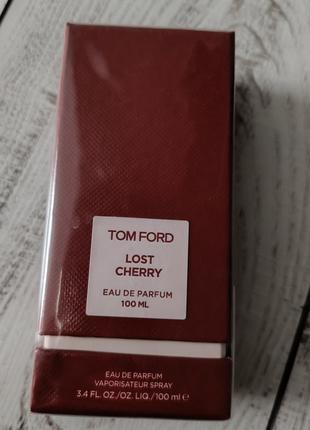 TOM FORD
LOST
CHERRY
EAU DE PARFUM
100 ML
EAU DE PARFUM
VAPORISATEUR SPRAY
3.4 FL. OZ./OZ. LIQ./100 ml ℮